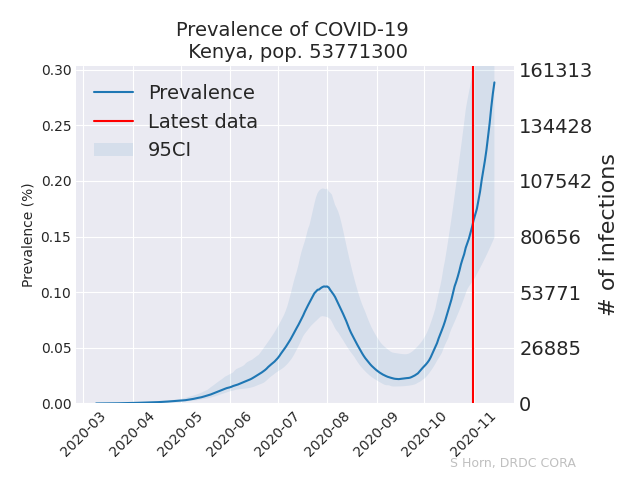 Prevalence of COVID-19
Kenya, pop. 53771300
Prevalence (%)
0.30
0.25
0.20
0.15
0.10
0.05
0.00
Prevalence
Latest data
95CI
161313
134428
107542
80656
53771
26885
0
# of infections
2020-03
2020-04
2020-05
2020-06
2020-07
2020-08
2020-09
2020-10
2020-11
S Horn, DRDC CORA